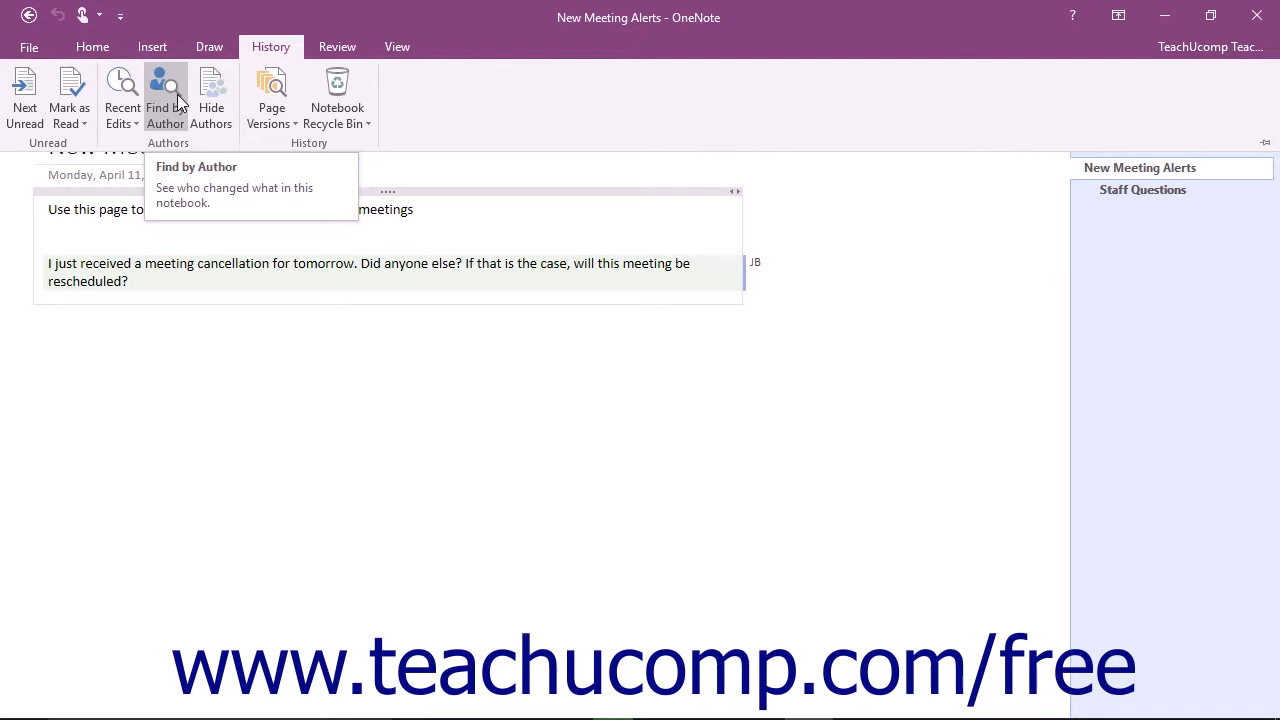 New Meeting Alerts - OneNote
?
File Home Insert Draw History Review View TeachUcomp Teac...
Next Unread
Mark as Read
Recent Edits
Find by Author
Hide Authors
Page Versions
Notebook Recycle Bin
Unread Authors History
Monday, April 11,
Find by Author
See who changed what in this
notebook.
Use this page to
meetings
I just received a meeting cancellation for tomorrow. Did anyone else? If that is the case, will this meeting be
rescheduled?
JB
New Meeting Alerts
Staff Questions
www.teachucomp.com/free